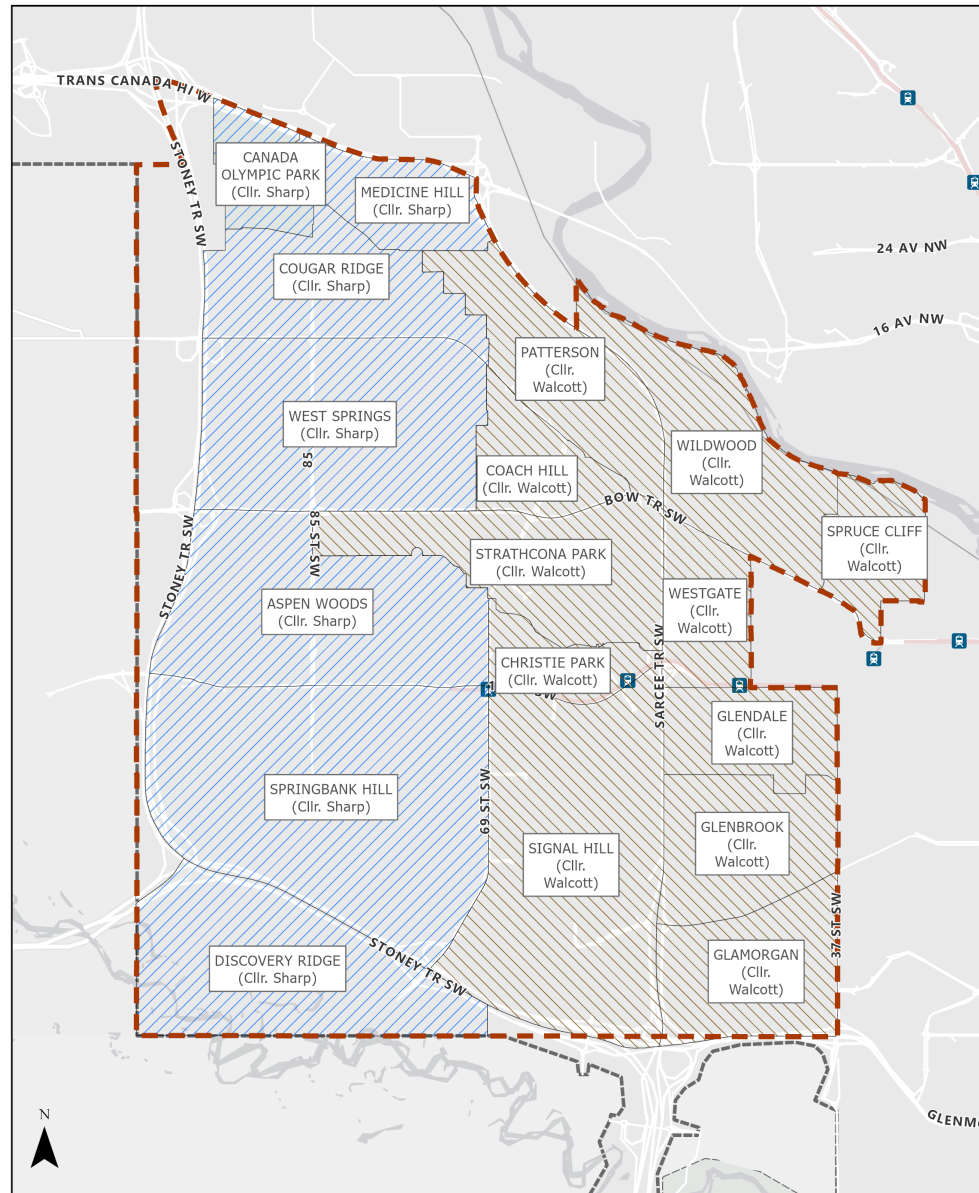 TRANS CANADA HI W
STONEY TR SW
CANADA
OLYMPIC PARK
(Cllr. Sharp)
MEDICINE HILL
(Cllr. Sharp)
24 AV NW
COUGAR RIDGE
(Cllr. Sharp)
16 AV NW
PATTERSON
(Cllr.
Walcott)
WEST SPRINGS
(Cllr. Sharp)
85
WILDWOOD
(Cllr.
Walcott)
COACH HILL
(Cllr. Walcott)
BOW TR SW
SPRUCE CLIFF
(Cllr.
Walcott)
85 ST SW
STONEY TR SW
STRATHCONA PARK
(Cllr. Walcott)
ASPEN WOODS
(Cllr. Sharp)
WESTGATE
(Cllr.
Walcott)
SARCEE TR SW
CHRISTIE PARK
(Cllr. Walcott)
SW
GLENDALE
(Cllr.
Walcott)
SPRINGBANK HILL
(Cllr. Sharp)
69 ST SW
GLENBROOK
(Cllr.
Walcott)
SIGNAL HILL
(Cllr.
Walcott)
37 ST SW
DISCOVERY RIDGE
(Cllr. Sharp)
STONEY TR SW
GLAMORGAN
(Cllr.
Walcott)
N